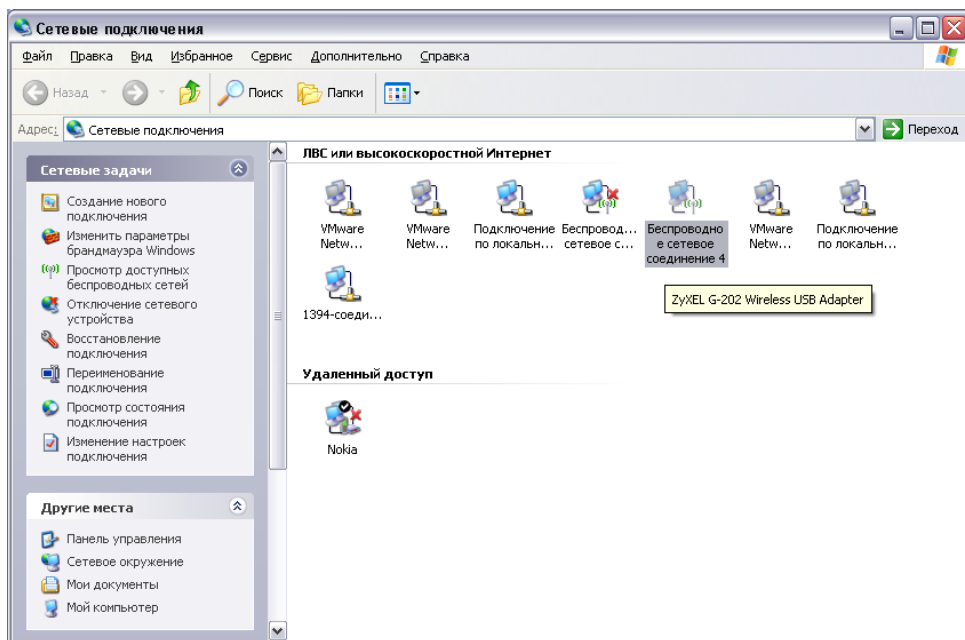 Сетевые подключения
Файл Правка Вид Избранное Сервис Дополнительно Справка
Назад Поиск Папки
Адрес: Сетевые подключения Переход
Сетевые задачи
Создание нового
подключения
Изменить параметры
брандмауэра Windows
Просмотр доступных
беспроводных сетей
Отключение сетевого
устройства
Восстановление
подключения
Переименование
подключения
Просмотр состояния
подключения
Изменение настроек
подключения
Другие места
Панель управления
Сетевое окружение
Мои документы
Мой компьютер
ЛВС или высокоскоростной Интернет
VMware
Netw...
VMware
Netw...
Подключение
по локальн...
Беспровод...
сетевое с...
Беспроводно
е сетевое
соединение 4
VMware
Netw...
Подключение
по локальн...
ZyXEL G-202 Wireless USB Adapter
1394-соеди...
Удаленный доступ
Nokia